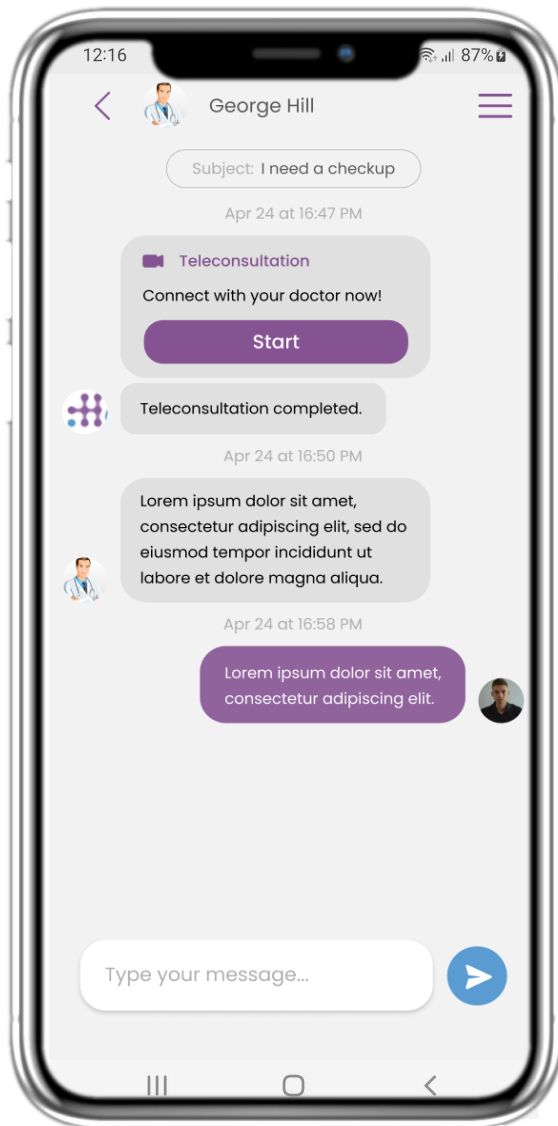 12:16
87%
George Hill
Subject: I need a checkup
Apr 24 at 16:47 PM
Teleconsultation
Connect with your doctor now!
Start
Teleconsultation completed.
Apr 24 at 16:50 PM
Lorem ipsum dolor sit amet,
consectetur adipiscing elit, sed do
eiusmod tempor incididunt ut
labore et dolore magna aliqua.
Apr 24 at 16:58 PM
Lorem ipsum dolor sit amet,
consectetur adipiscing elit.
Type your message...